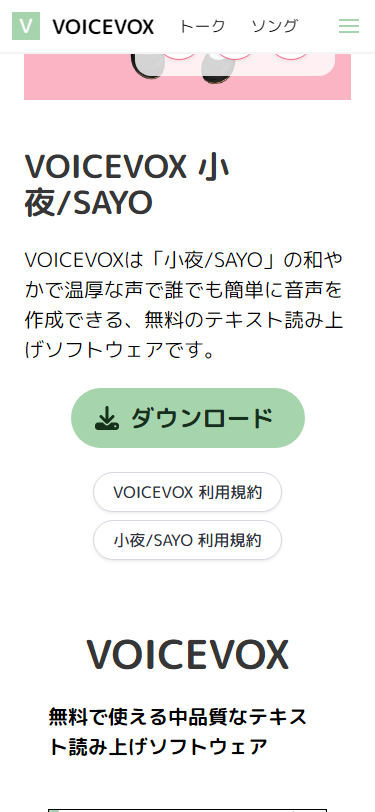 V VOICEVOX トーク ソング
VOICEVOX 小
夜/SAYO
VOICEVOXは「小夜/SAYO」の和や
かで温厚な声で誰でも簡単に音声を
作成できる、無料のテキスト読み上
げソフトウェアです。
ダウンロード
VOICEVOX 利用規約
小夜/SAYO 利用規約
VOICEVOX
無料で使える中品質なテキス
ト読み上げソフトウェア